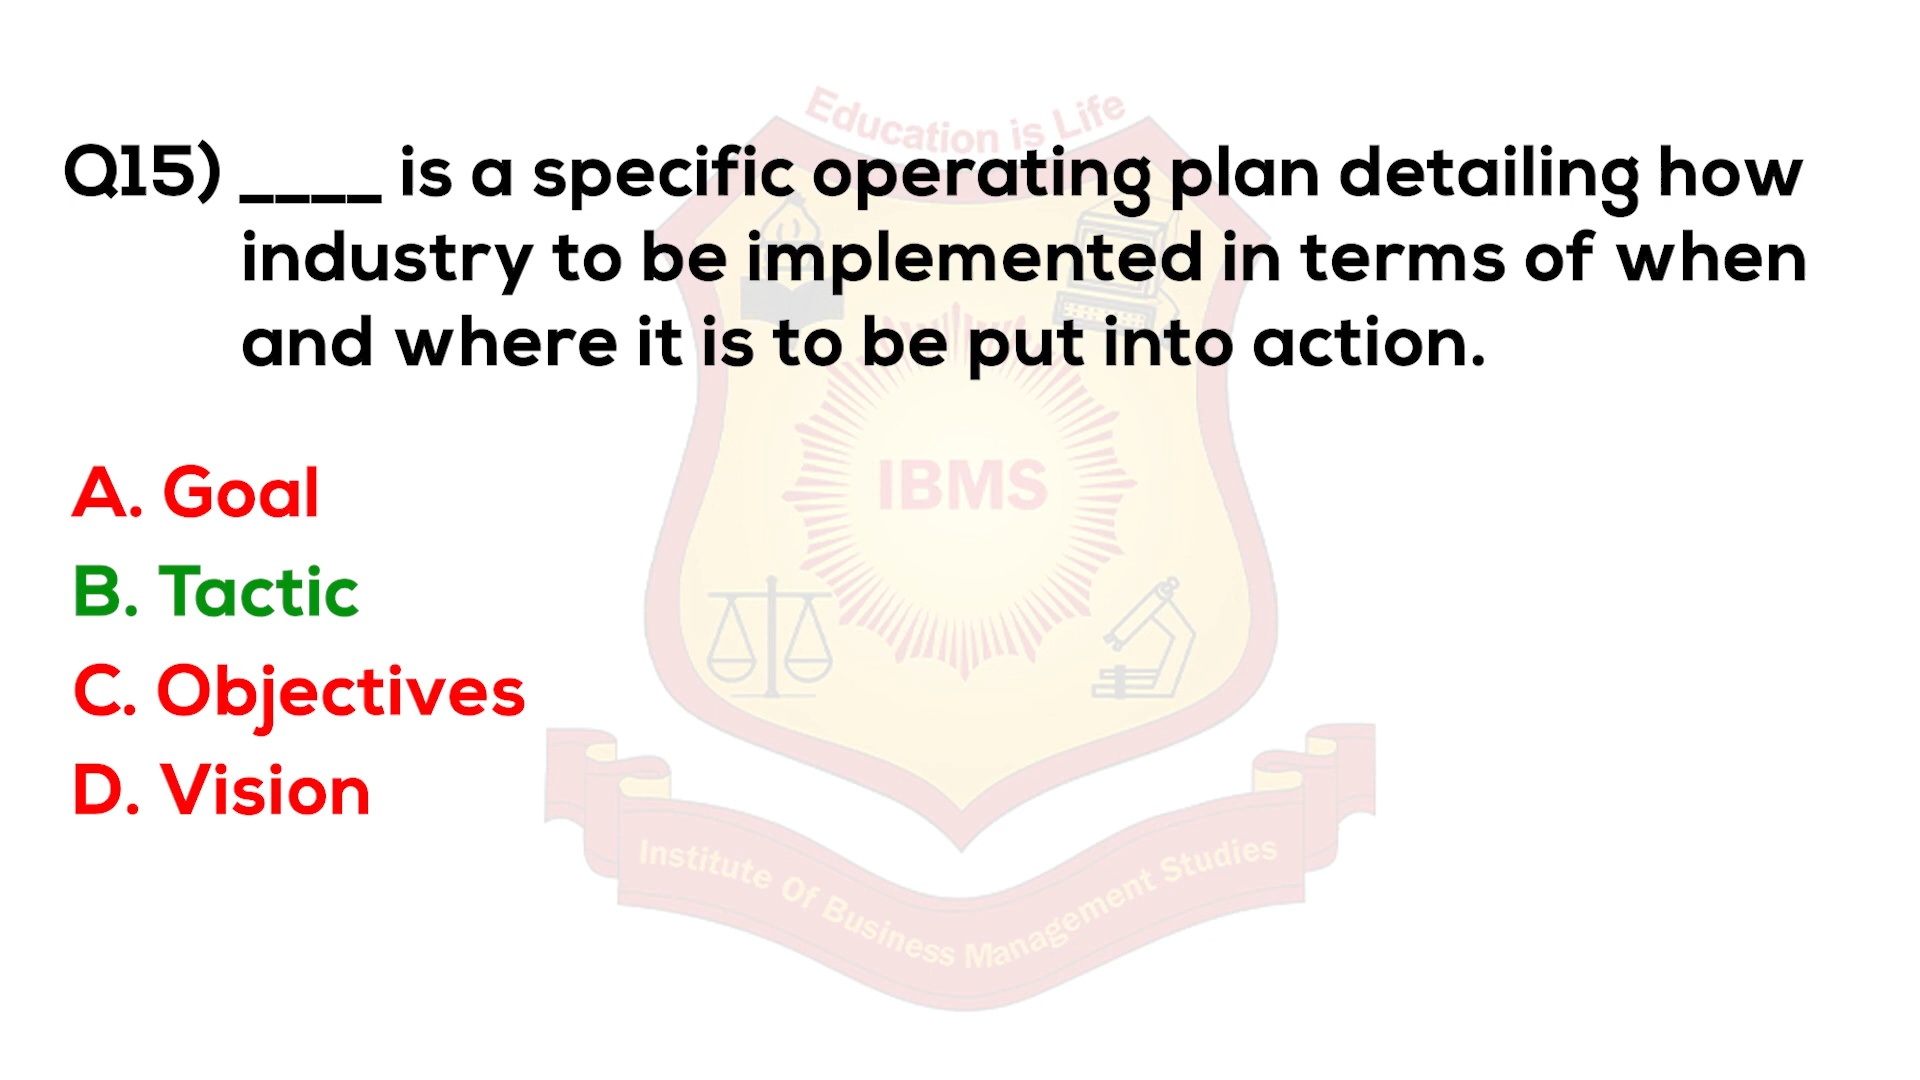 Education is Life
Q15) ____ is a specific operating plan detailing how
industry to be implemented in terms of when
and where it is to be put into action.
IBMS
A. Goal
B. Tactic
C. Objectives
D. Vision
Institute Of Business Management Studies